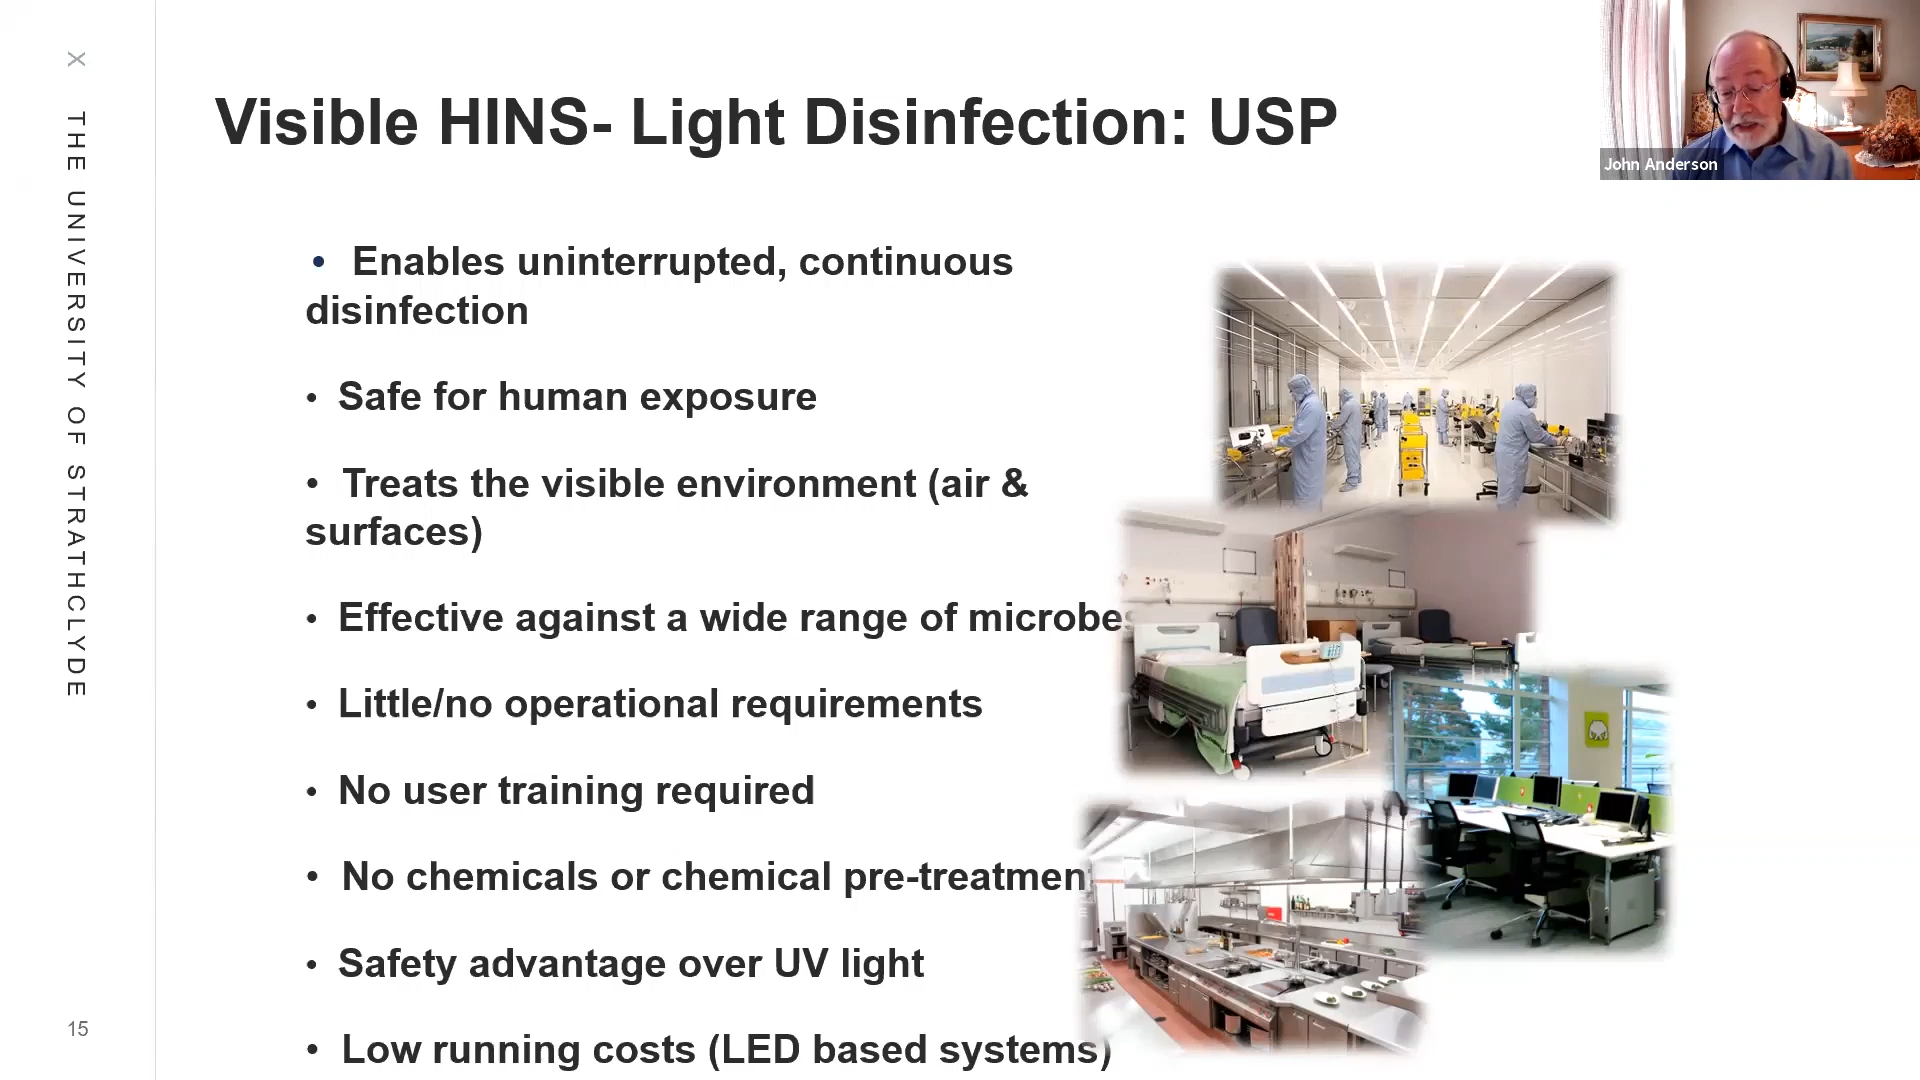 X THE UNIVERSITY OF STRATHCLYDE
Visible HINS- Light Disinfection: USP
John Anderson
• Enables uninterrupted, continuous
disinfection
• Safe for human exposure
• Treats the visible environment (air &
surfaces)
• Effective against a wide range of microbe
• Little/no operational requirements
• No user training required
• No chemicals or chemical pre-treatmen
• Safety advantage over UV light
• Low running costs (LED based systems)
15